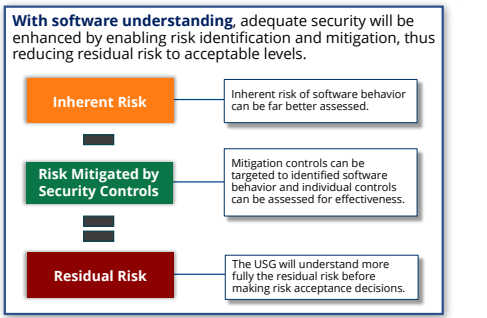 With software understanding, adequate security will be
enhanced by enabling risk identification and mitigation, thus
reducing residual risk to acceptable levels.
Inherent Risk
Inherent risk of software behavior
can be far better assessed.
Risk Mitigated by
Security Controls
Mitigation controls can be
targeted to identified software
behavior and individual controls
can be assessed for effectiveness.
Residual Risk
The USG will understand more
fully the residual risk before
making risk acceptance decisions.